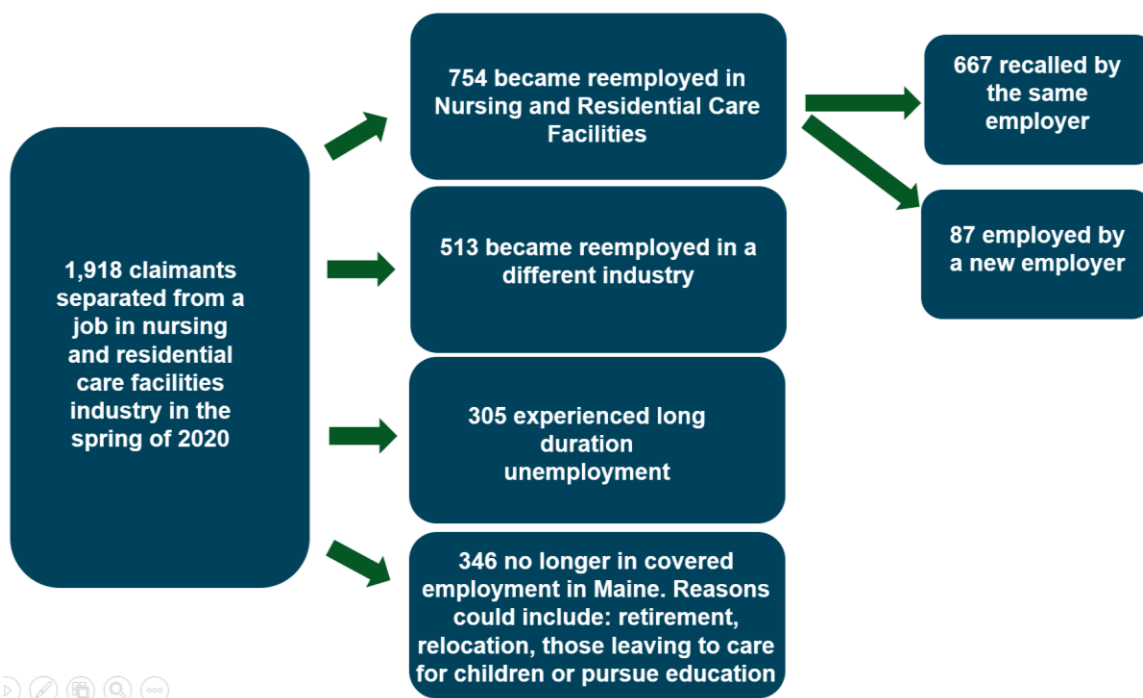 1,918 claimants
separated from a
job in nursing
and residential
care facilities
industry in the
spring of 2020
754 became reemployed in
Nursing and Residential Care
Facilities
667 recalled by
the same
employer
87 employed by
a new employer
513 became reemployed in a
different industry
305 experienced long
duration
unemployment
346 no longer in covered
employment in Maine. Reasons
could include: retirement,
relocation, those leaving to care
for children or pursue education